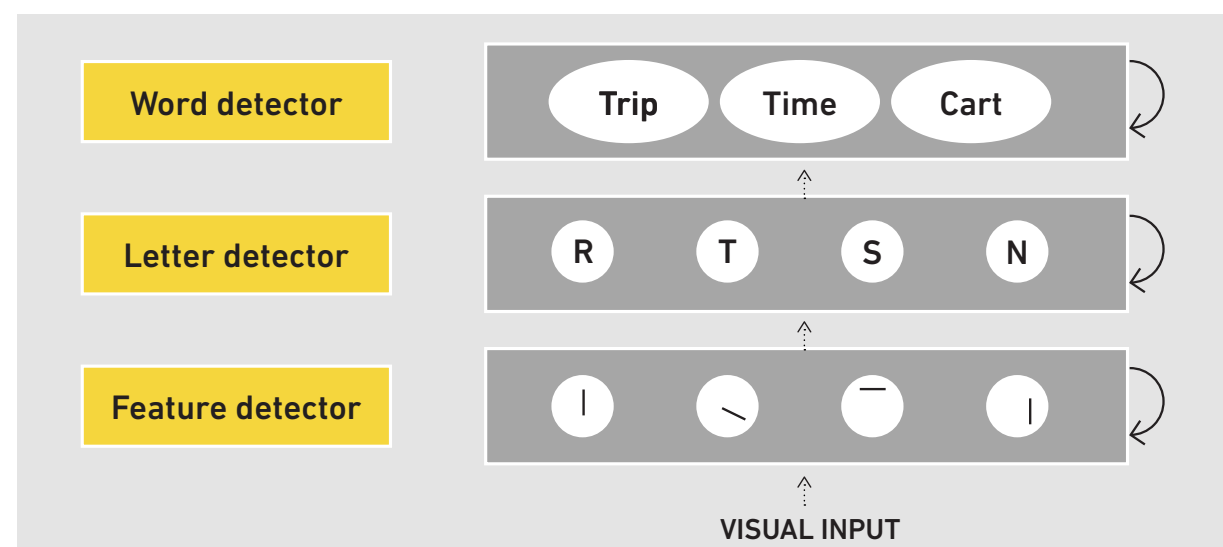 Word detector
Trip Time Cart
Letter detector
R T S N
Feature detector
VISUAL INPUT